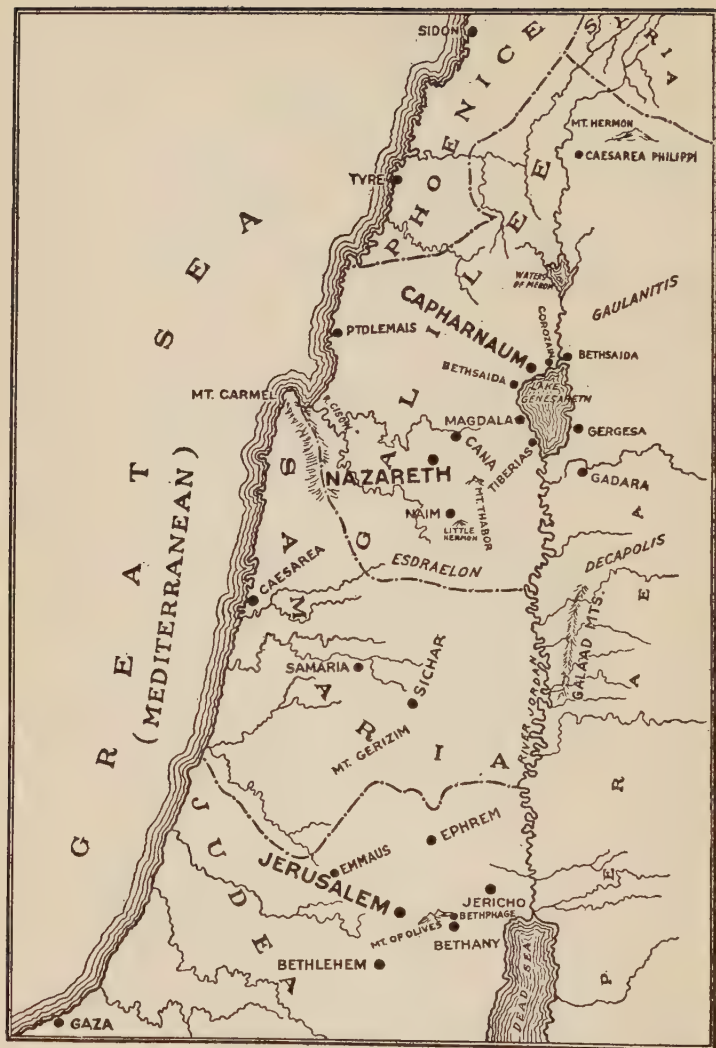 SIDON
SYRIA
PHOENICE
MT. HERMON
CAESAREA PHILIPPI
TYRE
GREAT SEA
(MEDITERRANEAN)
GALILEE
WATERS
OF MEROM
GAULANITIS
CAPHARNAUM
COROZAIN
PTOLEMAIS
BETHSAIDA
BETHSAIDA
LAKE
GENESARETH
MT. CARMEL
R. CISON
MAGDALA
CANA
TIBERIAS
GERGESA
NAZARETH
GADARA
NAIM
MT. THABOR
LITTLE
HERMON
ESDRAELON
DECAPOLIS
CAESAREA
SAMARIA
GALAAD MTS.
PEREA
SAMARIA
SICHAR
RIVER JORDAN
MT. GERIZIM
EPHREM
JUDEA
EMMAUS
JERUSALEM
JERICHO
BETHPHAGE
MT. OF OLIVES
BETHANY
BETHLEHEM
DEAD SEA
GAZA